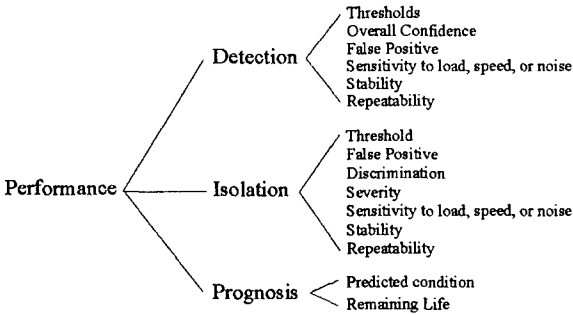 Performance
Detection
Thresholds
Overall Confidence
False Positive
Sensitivity to load, speed, or noise
Stability
Repeatability
Isolation
Threshold
False Positive
Discrimination
Severity
Sensitivity to load, speed, or noise
Stability
Repeatability
Prognosis
Predicted condition
Remaining Life